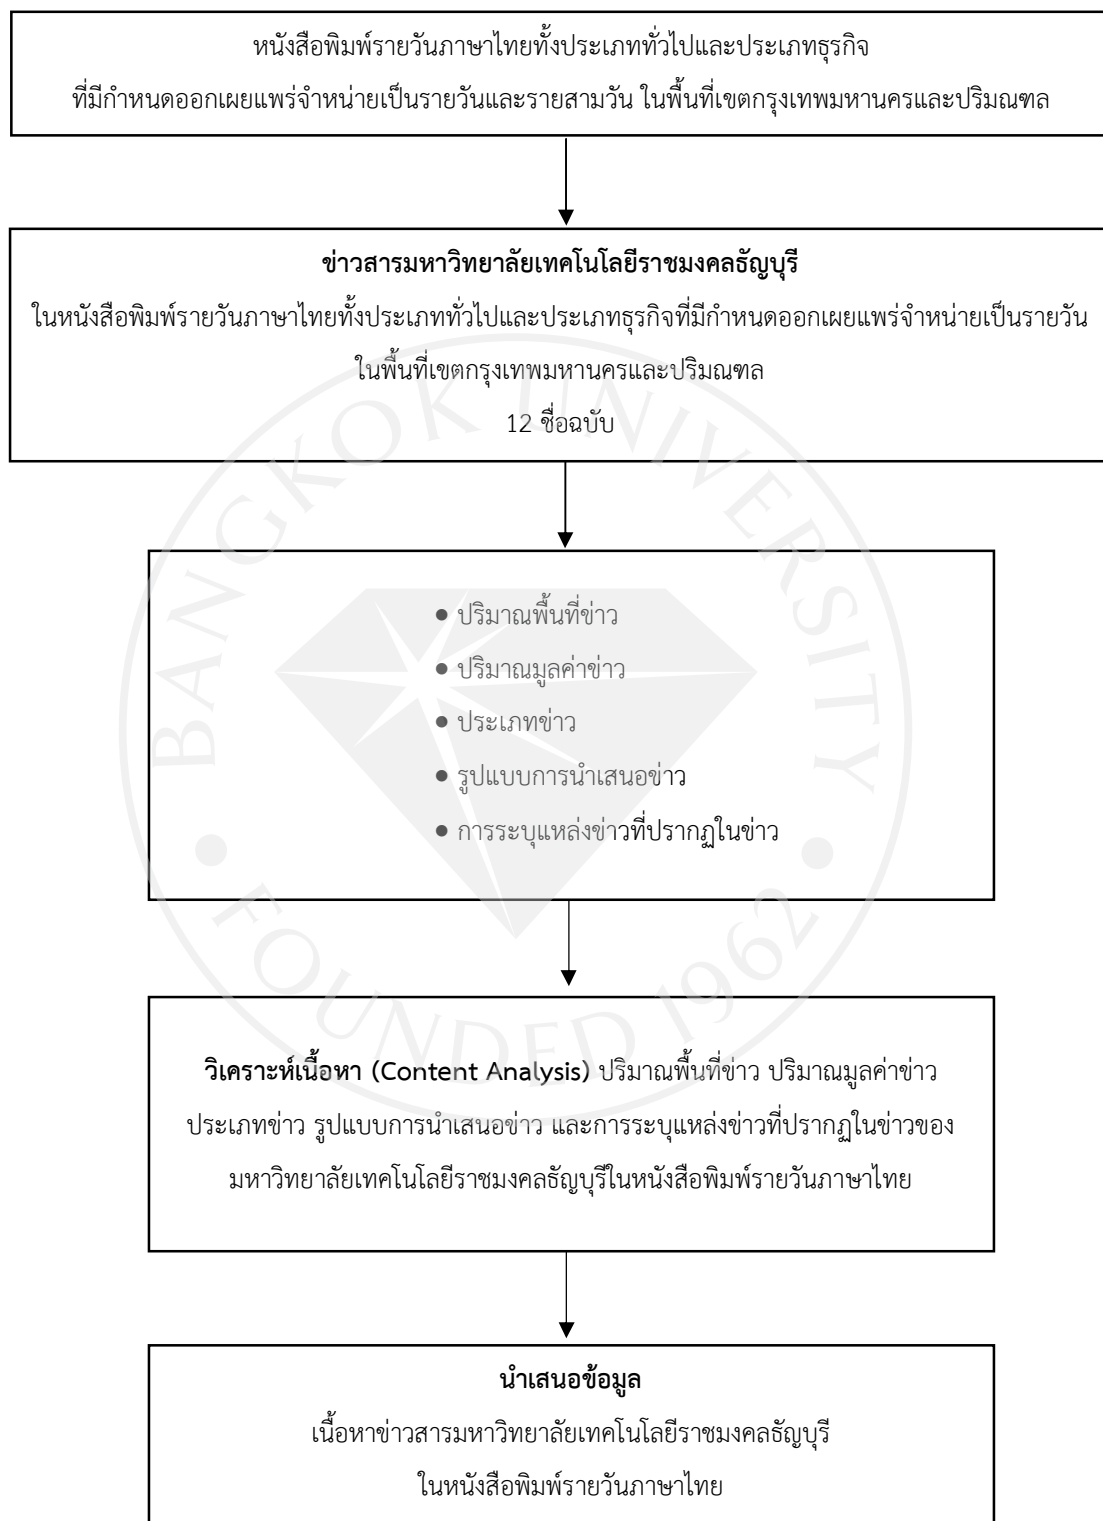 หนังสือพิมพ์รายวันภาษาไทยทั้งประเภททั่วไปและประเภทธุรกิจ
ที่มีกำหนดออกเผยแพร่จำหน่ายเป็นรายวันและรายสามวัน ในพื้นที่เขตกรุงเทพมหานครและปริมณฑล
ข่าวสารมหาวิทยาลัยเทคโนโลยีราชมงคลธัญบุรี
ในหนังสือพิมพ์รายวันภาษาไทยทั้งประเภททั่วไปและประเภทธุรกิจที่มีกำหนดออกเผยแพร่จำหน่ายเป็นรายวัน
ในพื้นที่เขตกรุงเทพมหานครและปริมณฑล
12 ชื่อฉบับ
● ปริมาณพื้นที่ข่าว
● ปริมาณมูลค่าข่าว
● ประเภทข่าว
● รูปแบบการนำเสนอข่าว
● การระบุแหล่งข่าวที่ปรากฏในข่าว
วิเคราะห์เนื้อหา (Content Analysis) ปริมาณพื้นที่ข่าว ปริมาณมูลค่าข่าว
ประเภทข่าว รูปแบบการนำเสนอข่าว และการระบุแหล่งข่าวที่ปรากฏในข่าวของ
มหาวิทยาลัยเทคโนโลยีราชมงคลธัญบุรีในหนังสือพิมพ์รายวันภาษาไทย
นำเสนอข้อมูล
เนื้อหาข่าวสารมหาวิทยาลัยเทคโนโลยีราชมงคลธัญบุรี
ในหนังสือพิมพ์รายวันภาษาไทย
BANGKOK UNIVERSITY
FOUNDED 1962